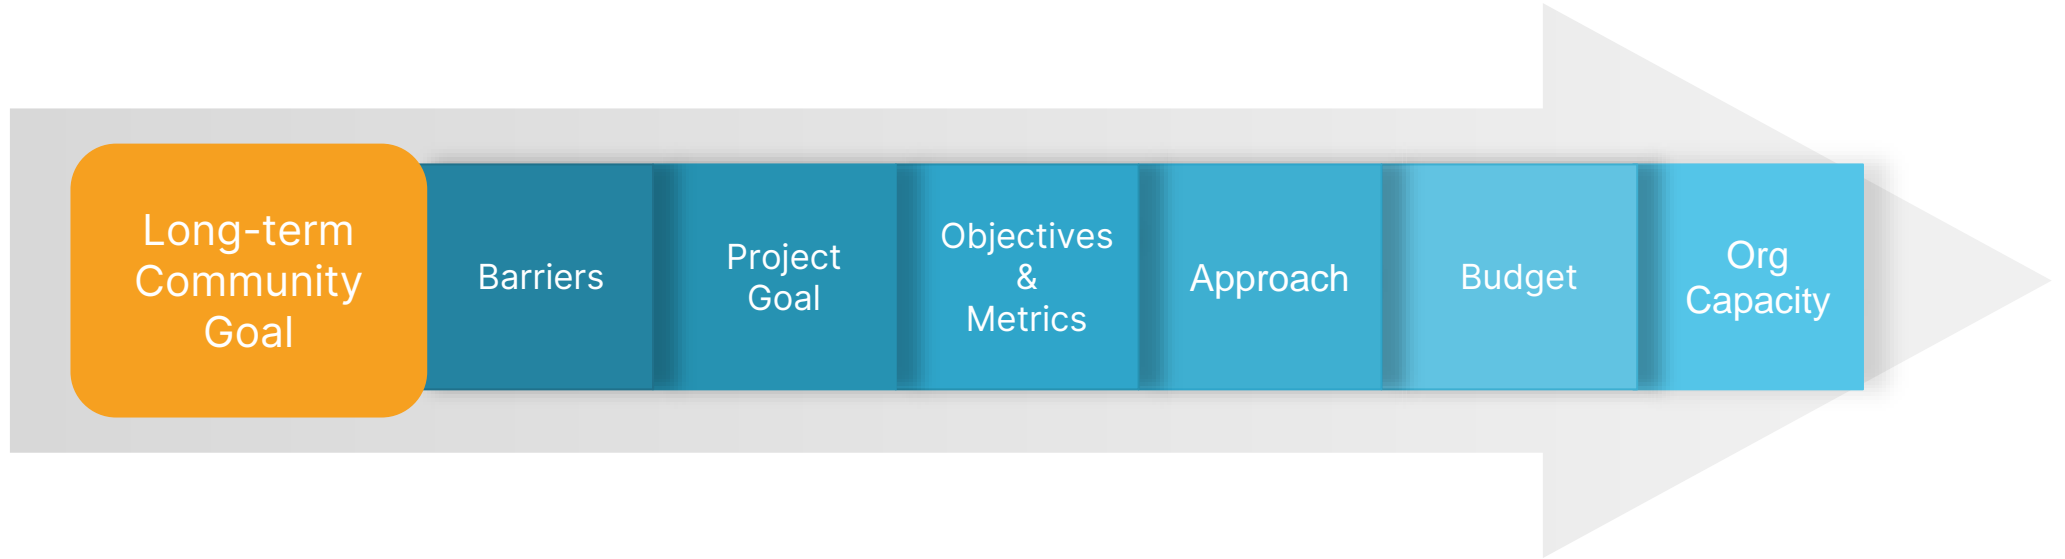 Long-term
Community
Goal
Barriers
Project
Goal
Objectives
&
Metrics
Approach
Budget
Org
Capacity